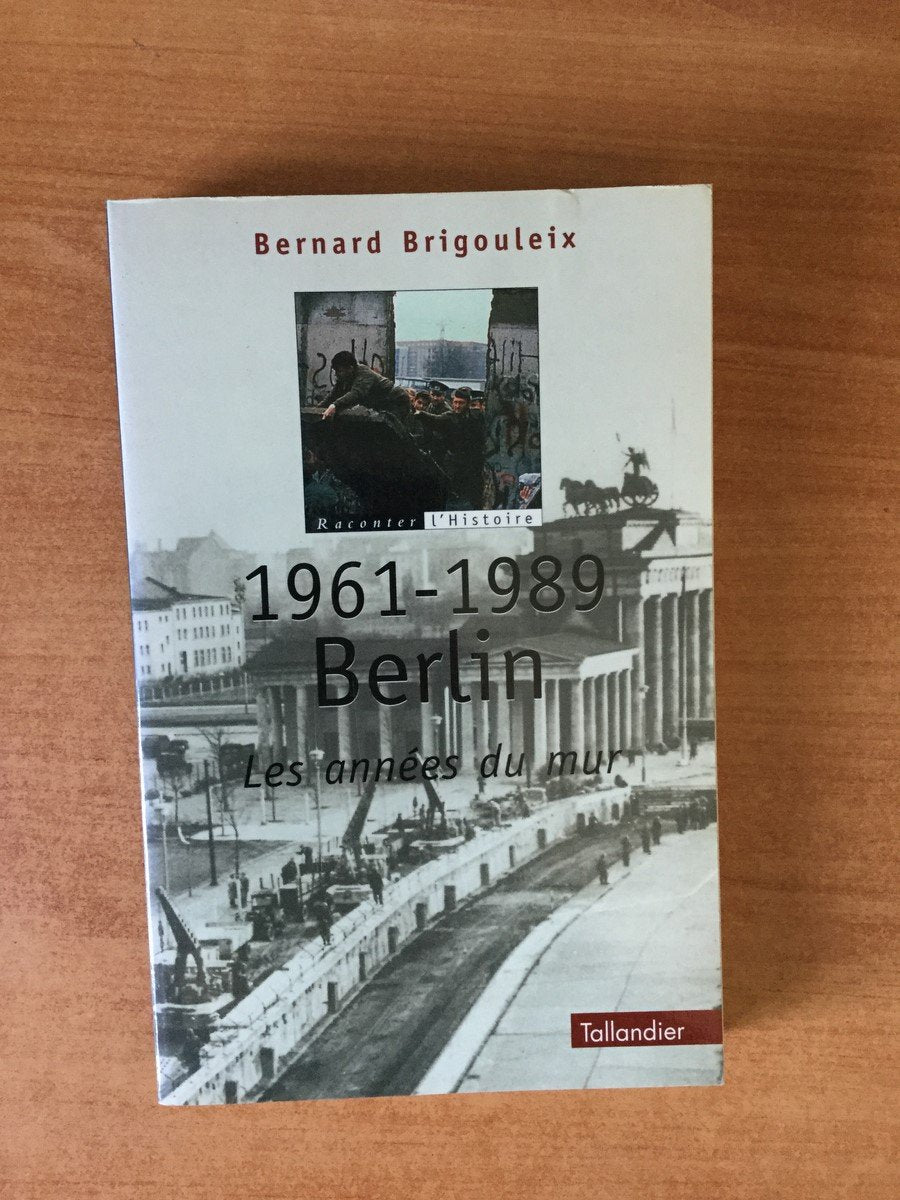 Bernard Brigouleix
Raconter l'Histoire
1961-1989
Berlin
Les années du mur
Tallandier